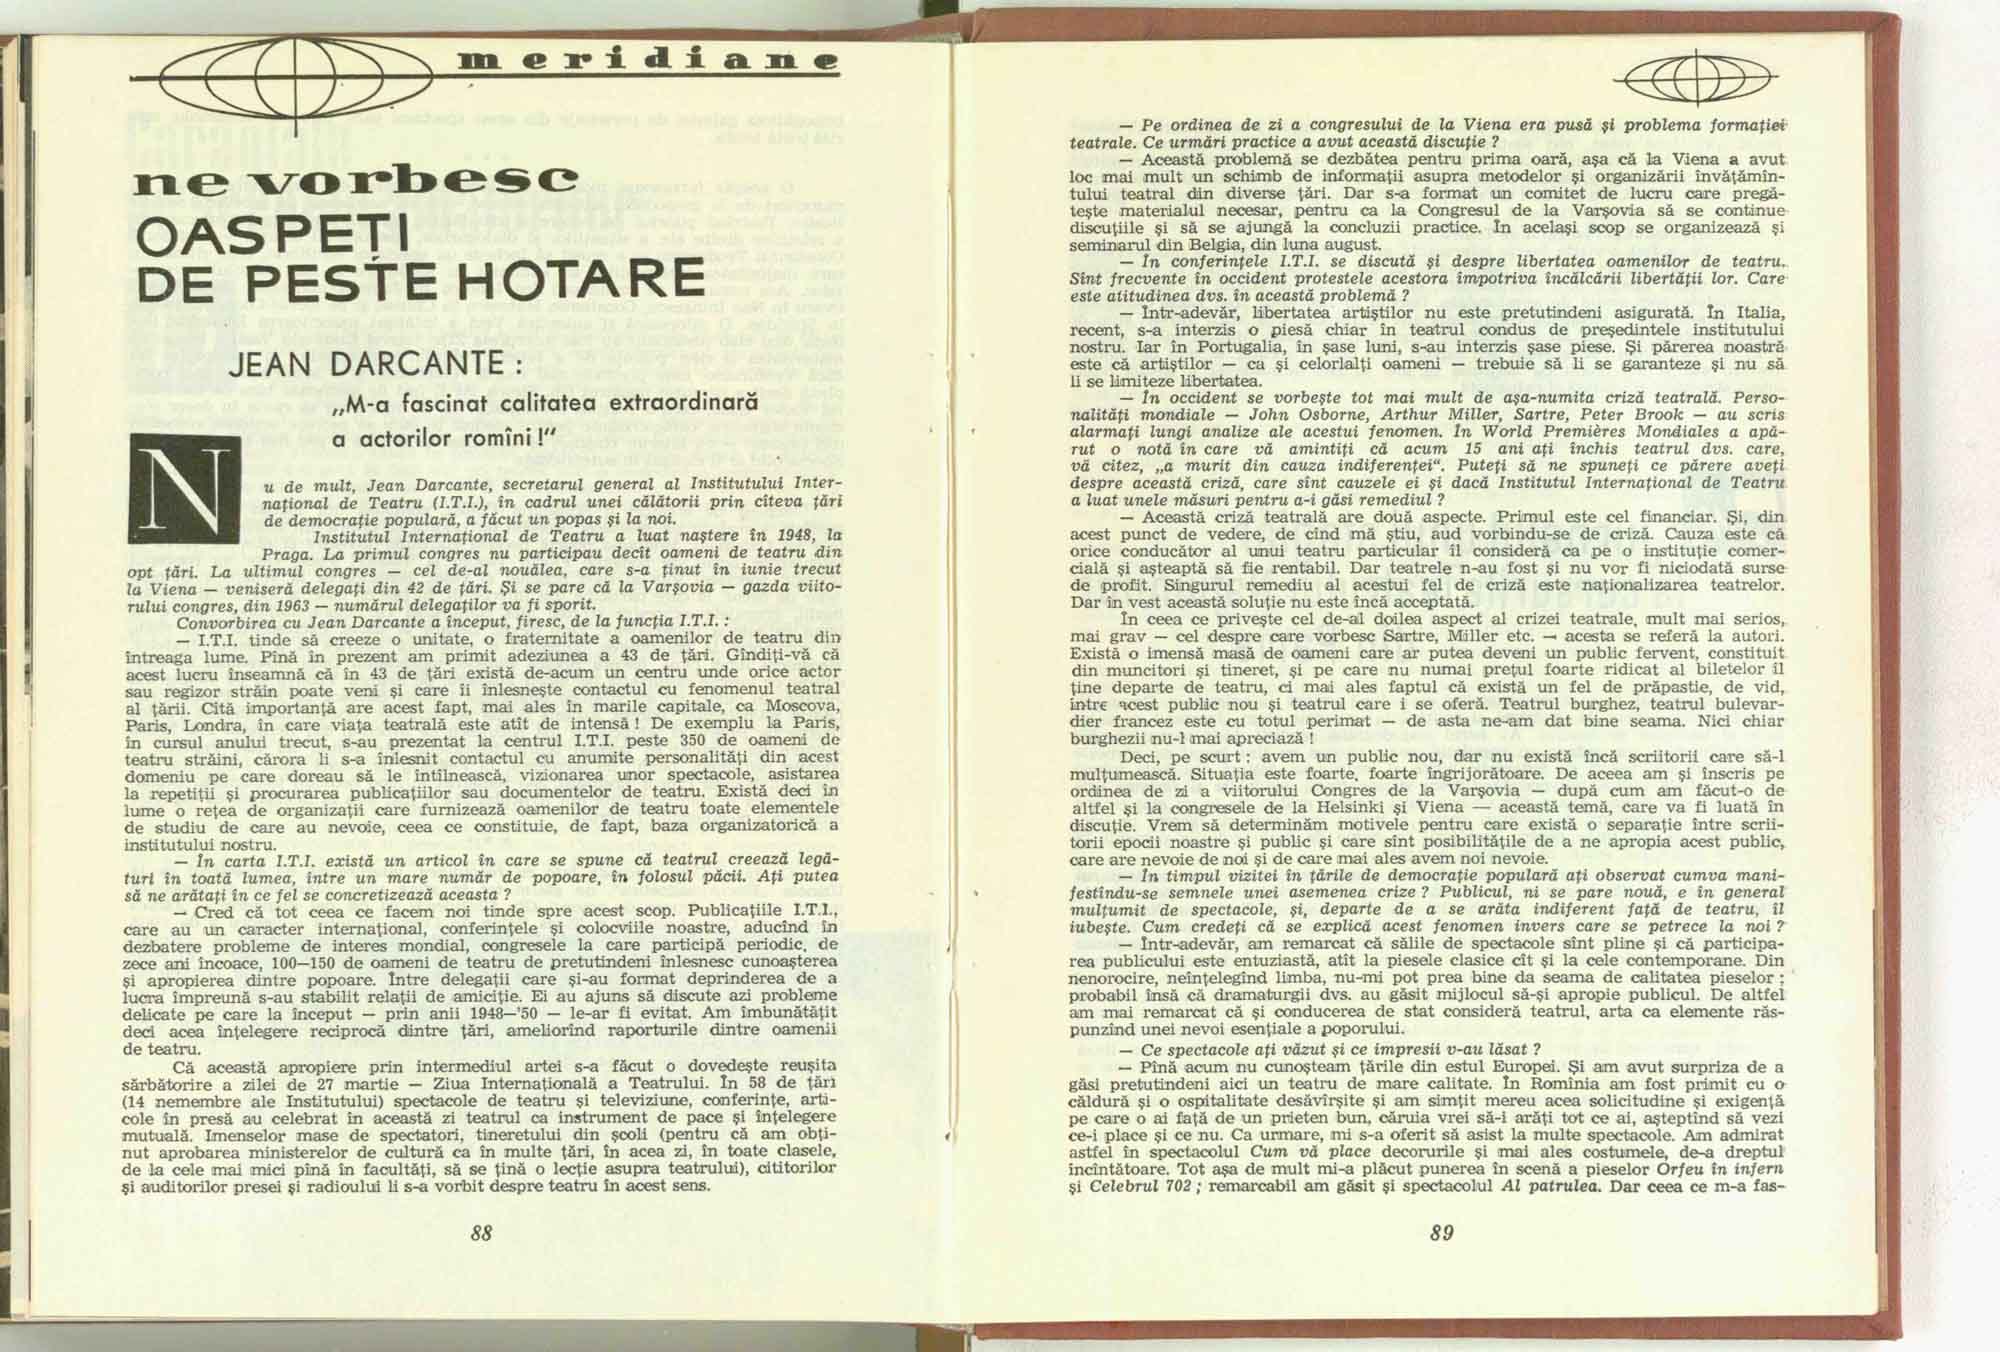 meridiane
ne vorbesc
OASPEȚI
DE PESTE HOTARE
JEAN DARCANTE :
„M-a fascinat calitatea extraordinară
a actorilor romîni !"
Nu de mult, Jean Darcante, secretarul general al Institutului Inter-
național de Teatru (I.T.I.), în cadrul unei călătorii prin cîteva țări
de democrație populară, a făcut un popas și la noi.
Institutul Internațional de Teatru a luat naștere în 1948, la
Praga. La primul congres nu participau decît oameni de teatru din
opt țări. La ultimul congres — cel de-al nouălea, care s-a ținut în iunie trecut
la Viena — veniseră delegați din 42 de țări. Și se pare că la Varșovia — gazda viito-
rului congres, din 1963 — numărul delegaților va fi sporit.
Convorbirea cu Jean Darcante a început, firesc, de la funcția I.T.I. :
— I.T.I. tinde să creeze o unitate, o fraternitate a oamenilor de teatru din
întreaga lume. Pînă în prezent am primit adeziunea a 43 de țări. Gîndiți-vă că
acest lucru înseamnă că în 43 de țări există de-acum un centru unde orice actor
sau regizor străin poate veni și care îi înlesnește contactul cu fenomenul teatral
al țării. Cîtă importanță are acest fapt, mai ales în marile capitale, ca Moscova,
Paris, Londra, în care viața teatrală este atît de intensă ! De exemplu la Paris,
în cursul anului trecut, s-au prezentat la centrul I.T.I. peste 350 de oameni de
teatru străini, cărora li s-a înlesnit contactul cu anumite personalități din acest
domeniu pe care doreau să le întîlnească, vizionarea unor spectacole, asistarea
la repetiții și procurarea publicațiilor sau documentelor de teatru. Există deci în
lume o rețea de organizații care furnizează oamenilor de teatru toate elementele
de studiu de care au nevoie, ceea ce constituie, de fapt, baza organizatorică a
institutului nostru.
— În carta I.T.I. există un articol în care se spune că teatrul creează legă-
turi în toată lumea, între un mare număr de popoare, în folosul păcii. Ați putea
să ne arătați în ce fel se concretizează aceasta ?
— Cred că tot ceea ce facem noi tinde spre acest scop. Publicațiile I.T.I.,
care au un caracter internațional, conferințele și colocviile noastre, aducînd în
dezbatere probleme de interes mondial, congresele la care participă periodic, de
zece ani încoace, 100—150 de oameni de teatru de pretutindeni înlesnesc cunoașterea
și apropierea dintre popoare. Între delegații care și-au format deprinderea de a
lucra împreună s-au stabilit relații de amiciție. Ei au ajuns să discute azi probleme
delicate pe care la început — prin anii 1948—'50 — le-ar fi evitat. Am îmbunătățit
deci acea înțelegere reciprocă dintre țări, ameliorînd raporturile dintre oamenii
de teatru.
Că această apropiere prin intermediul artei s-a făcut o dovedește reușita
sărbătorire a zilei de 27 martie — Ziua Internațională a Teatrului. În 58 de țări
(14 nemembre ale Institutului) spectacole de teatru și televiziune, conferințe, arti-
cole în presă au celebrat în această zi teatrul ca instrument de pace și înțelegere
mutuală. Imenselor mase de spectatori, tineretului din școli (pentru că am obți-
nut aprobarea ministerelor de cultură ca în multe țări, în acea zi, în toate clasele,
de la cele mai mici pînă în facultăți, să se țină o lecție asupra teatrului), cititorilor
și auditorilor presei și radioului li s-a vorbit despre teatru în acest sens.
88
— Pe ordinea de zi a congresului de la Viena era pusă și problema formației
teatrale. Ce urmări practice a avut această discuție ?
— Această problemă se dezbătea pentru prima oară, așa că la Viena a avut
loc mai mult un schimb de informații asupra metodelor și organizării învățămîn-
tului teatral din diverse țări. Dar s-a format un comitet de lucru care pregă-
tește materialul necesar, pentru ca la Congresul de la Varșovia să se continue
discuțiile și să se ajungă la concluzii practice. În același scop se organizează și
seminarul din Belgia, din luna august.
— În conferințele I.T.I. se discută și despre libertatea oamenilor de teatru.
Sînt frecvente în occident protestele acestora împotriva încălcării libertății lor. Care
este atitudinea dvs. în această problemă ?
— Într-adevăr, libertatea artiștilor nu este pretutindeni asigurată. În Italia,
recent, s-a interzis o piesă chiar în teatrul condus de președintele institutului
nostru. Iar în Portugalia, în șase luni, s-au interzis șase piese. Și părerea noastră
este că artiștilor — ca și celorlalți oameni — trebuie să li se garanteze și nu să
li se limiteze libertatea.
— În occident se vorbește tot mai mult de așa-numita criză teatrală. Perso-
nalități mondiale — John Osborne, Arthur Miller, Sartre, Peter Brook — au scris
alarmați lungi analize ale acestui fenomen. În World Premières Mondiales a apă-
rut o notă în care vă amintiți că acum 15 ani ați închis teatrul dvs. care,
vă citez, „a murit din cauza indiferenței". Puteți să ne spuneți ce părere aveți
despre această criză, care sînt cauzele ei și dacă Institutul Internațional de Teatru
a luat unele măsuri pentru a-i găsi remediul ?
— Această criză teatrală are două aspecte. Primul este cel financiar. Și, din
acest punct de vedere, de cînd mă știu, aud vorbindu-se de criză. Cauza este că
orice conducător al unui teatru particular îl consideră ca pe o instituție comer-
cială și așteaptă să fie rentabil. Dar teatrele n-au fost și nu vor fi niciodată surse
de profit. Singurul remediu al acestui fel de criză este naționalizarea teatrelor.
Dar în vest această soluție nu este încă acceptată.
În ceea ce privește cel de-al doilea aspect al crizei teatrale, mult mai serios,
mai grav — cel despre care vorbesc Sartre, Miller etc. — acesta se referă la autori.
Există o imensă masă de oameni care ar putea deveni un public fervent, constituit
din muncitori și tineret, și pe care nu numai prețul foarte ridicat al biletelor îl
ține departe de teatru, ci mai ales faptul că există un fel de prăpastie, de vid,
între acest public nou și teatrul care i se oferă. Teatrul burghez, teatrul bulevar-
dier francez este cu totul perimat — de asta ne-am dat bine seama. Nici chiar
burghezii nu-l mai apreciază !
Deci, pe scurt : avem un public nou, dar nu există încă scriitorii care să-l
mulțumească. Situația este foarte, foarte îngrijorătoare. De aceea am și înscris pe
ordinea de zi a viitorului Congres de la Varșovia — după cum am făcut-o de
altfel și la congresele de la Helsinki și Viena — această temă, care va fi luată în
discuție. Vrem să determinăm motivele pentru care există o separație între scrii-
torii epocii noastre și public și care sînt posibilitățile de a ne apropia acest public,
care are nevoie de noi și de care mai ales avem noi nevoie.
— În timpul vizitei în țările de democrație populară ați observat cumva mani-
festîndu-se semnele unei asemenea crize ? Publicul, ni se pare nouă, e în general
mulțumit de spectacole, și, departe de a se arăta indiferent față de teatru, îl
iubește. Cum credeți că se explică acest fenomen invers care se petrece la noi ?
— Într-adevăr, am remarcat că sălile de spectacole sînt pline și că participa-
rea publicului este entuziastă, atît la piesele clasice cît și la cele contemporane. Din
nenorocire, neînțelegînd limba, nu-mi pot prea bine da seama de calitatea pieselor ;
probabil însă că dramaturgii dvs. au găsit mijlocul să-și apropie publicul. De altfel
am mai remarcat că și conducerea de stat consideră teatrul, arta ca elemente răs-
punzînd unei nevoi esențiale a poporului.
— Ce spectacole ați văzut și ce impresii v-au lăsat ?
— Pînă acum nu cunoșteam țările din estul Europei. Și am avut surpriza de a
găsi pretutindeni aici un teatru de mare calitate. În Romînia am fost primit cu o
căldură și o ospitalitate desăvîrșite și am simțit mereu acea solicitudine și exigență
pe care o ai față de un prieten bun, căruia vrei să-i arăți tot ce ai, așteptînd să vezi
ce-i place și ce nu. Ca urmare, mi s-a oferit să asist la multe spectacole. Am admirat
astfel în spectacolul Cum vă place decorurile și mai ales costumele, de-a dreptul
încîntătoare. Tot așa de mult mi-a plăcut punerea în scenă a pieselor Orfeu în infern
și Celebrul 702 ; remarcabil am găsit și spectacolul Al patrulea. Dar ceea ce m-a fas-
89